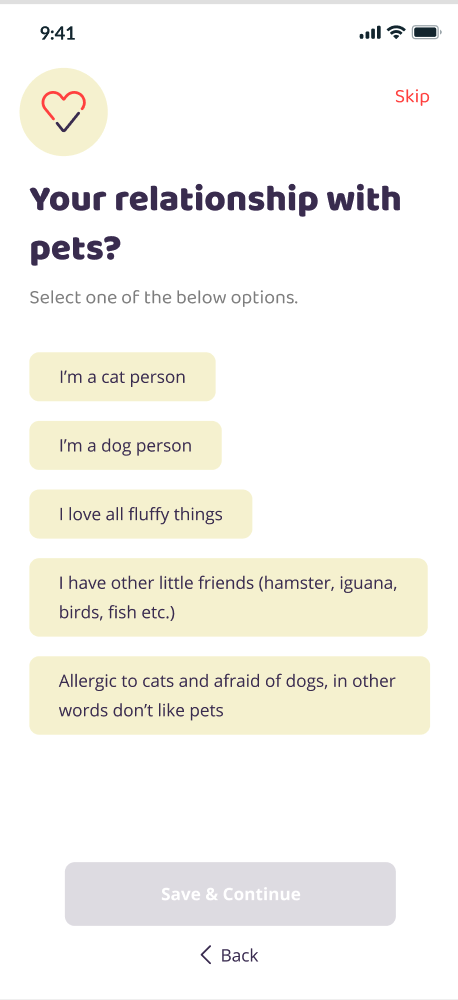 9:41
Skip
Your relationship with
pets?
Select one of the below options.
I’m a cat person
I’m a dog person
I love all fluffy things
I have other little friends (hamster, iguana,
birds, fish etc.)
Allergic to cats and afraid of dogs, in other
words don’t like pets
Save & Continue
Back